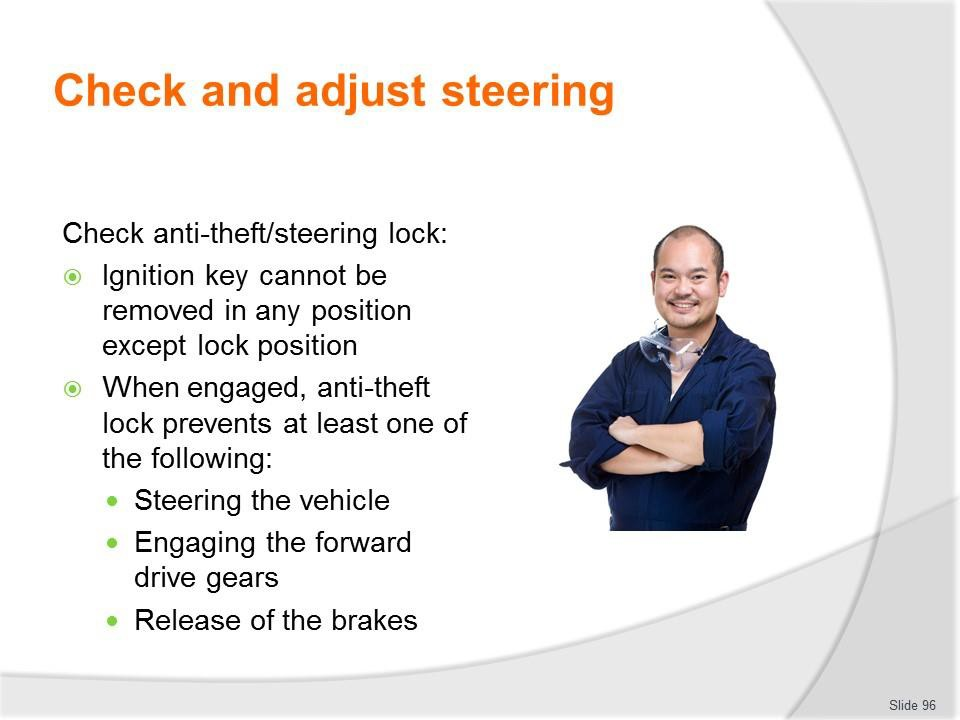 Check and adjust steering
Check anti-theft/steering lock:
Ignition key cannot be
removed in any position
except lock position
When engaged, anti-theft
lock prevents at least one of
the following:
Steering the vehicle
Engaging the forward
drive gears
Release of the brakes
Slide 96